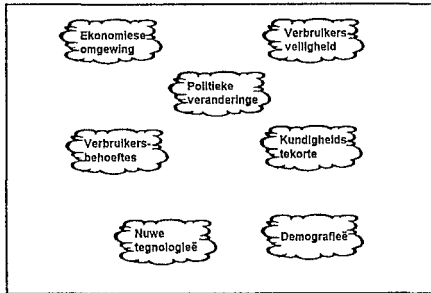 Ekonomiese
omgewing
Verbruikers
veiligheid
Politieke
veranderinge
Verbruikers-
behoeftes
Kundigheids
tekorte
Nuwe
tegnologieë
Demografieë